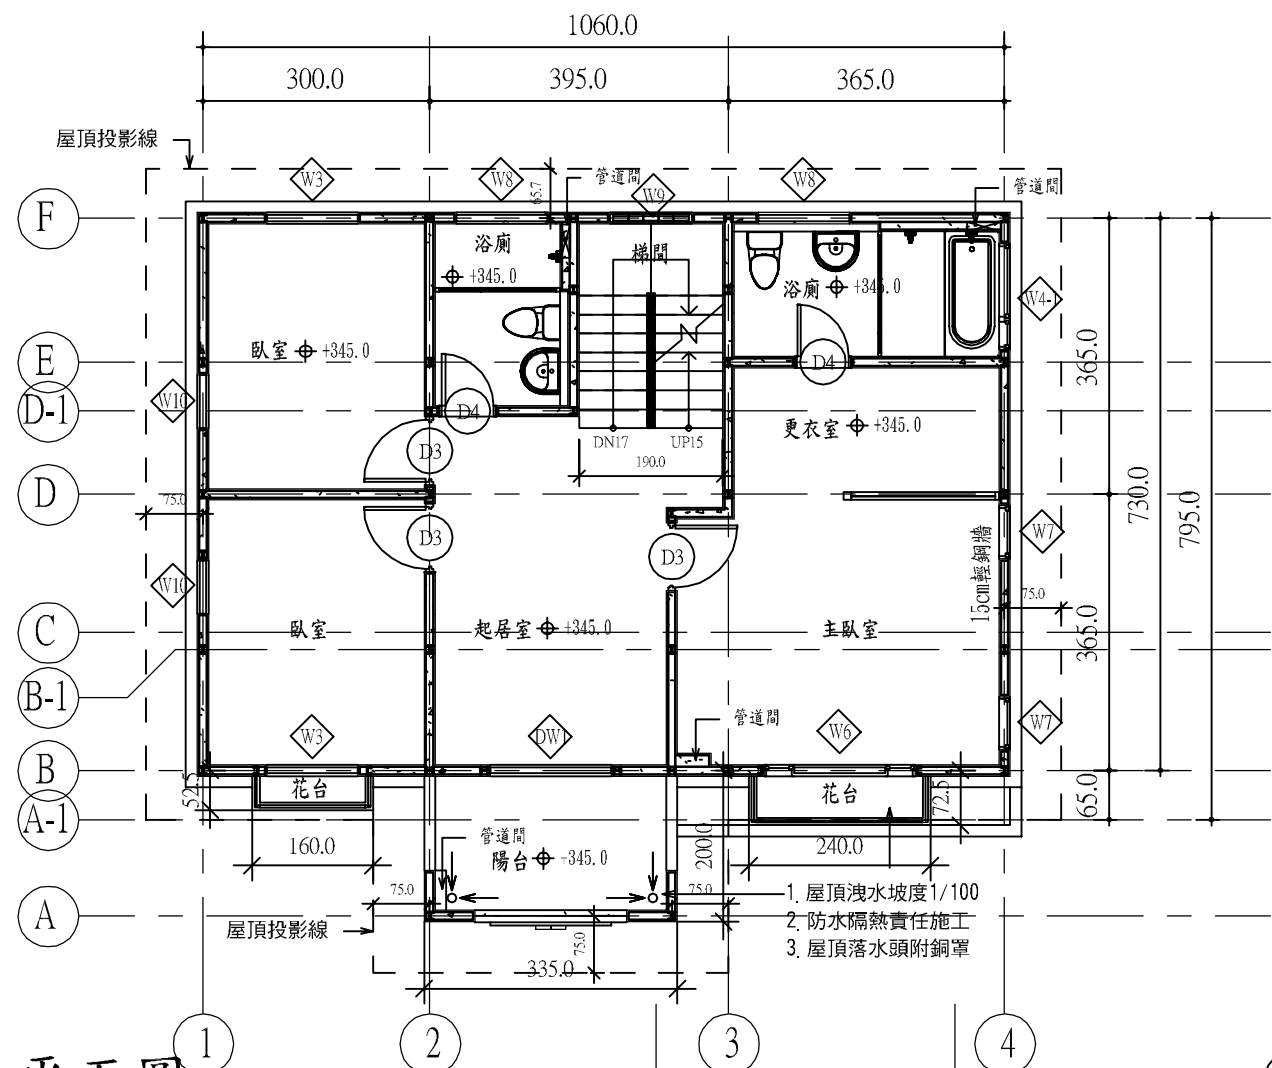 1060.0
300.0
395.0
365.0
屋頂投影線
W3
W8
65.7
管道間
W9
W8
管道間
F
浴廁
+345.0
梯間
浴廁
+345.0
W4-
E
臥室
+345.0
D4
365.0
D-1
W10
D4
更衣室
+345.0
D3
DN17
UP15
190.0
D
75.0
730.0
795.0
D3
D3
W7
15cm輕鋼牆
W10
75.0
C
臥室
起居室
+345.0
主臥室
365.0
B-1
W3
DW1
管道間
W6
W7
B
52.5
花台
花台
72.5
65.0
A-1
160.0
管道間
陽台
+345.0
200.0
240.0
75.0
75.0
1. 屋頂洩水坡度1/100
A
屋頂投影線
2. 防水隔熱責任施工
75.0
3. 屋頂落水頭附銅罩
335.0
1
2
3
4